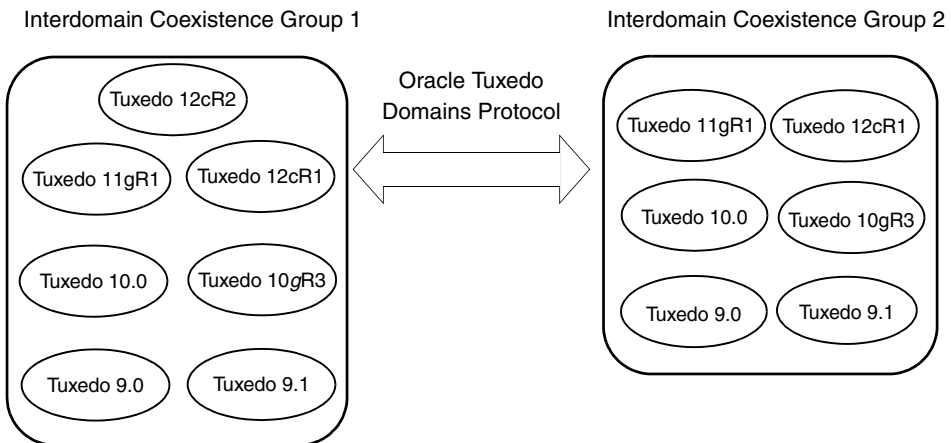 Interdomain Coexistence Group 1
Interdomain Coexistence Group 2
Tuxedo 12cR2
Tuxedo 11gR1
Tuxedo 12cR1
Tuxedo 10.0
Tuxedo 10gR3
Tuxedo 9.0
Tuxedo 9.1
Oracle Tuxedo
Domains Protocol
Tuxedo 11gR1
Tuxedo 12cR1
Tuxedo 10.0
Tuxedo 10gR3
Tuxedo 9.0
Tuxedo 9.1